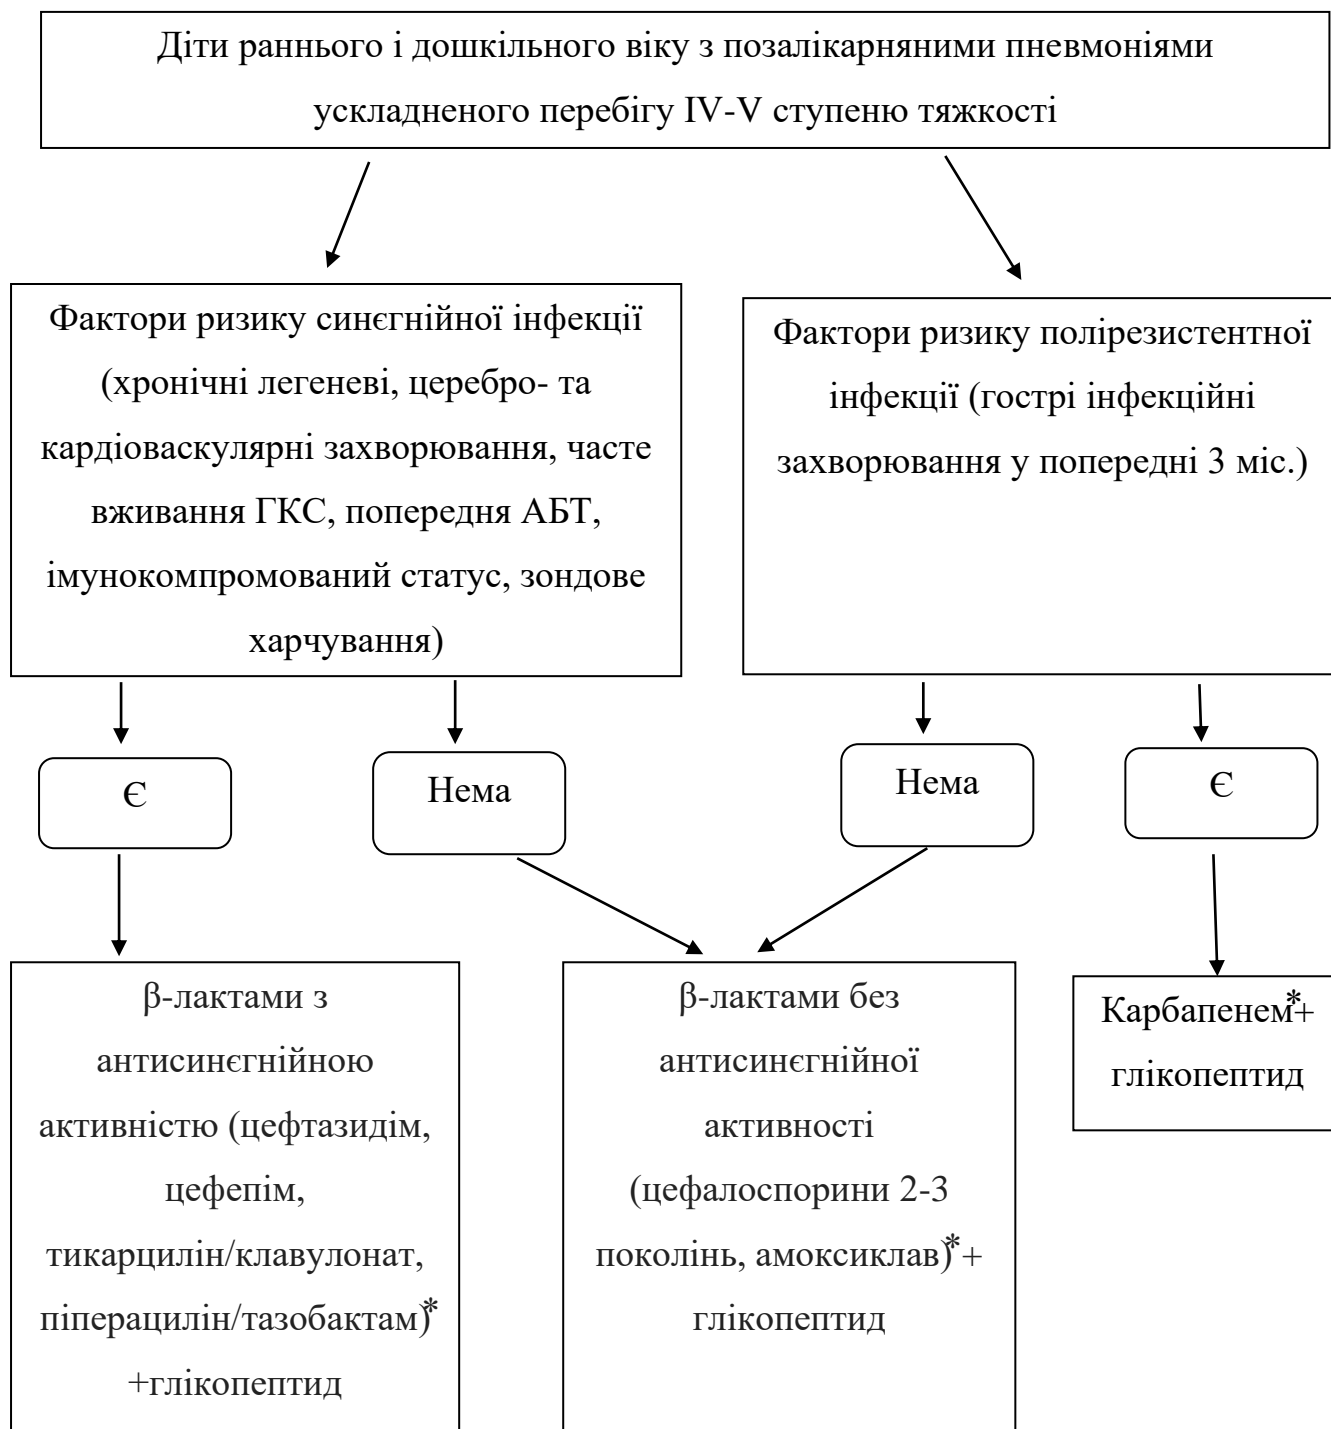 Діти раннього і дошкільного віку з позалікарняними пневмоніями
ускладненого перебігу IV-V ступеню тяжкості
Фактори ризику синєгнійної інфекції
(хронічні легеневі, церебро- та
кардіоваскулярні захворювання, часте
вживання ГКС, попередня АБТ,
імунокомпромований статус, зондове
харчування)
Фактори ризику полірезистентної
інфекції (гострі інфекційні
захворювання у попередні 3 міс.)
Є
Нема
Нема
Є
β-лактами з
антисинєгнійною
активністю (цефтазидім,
цефепім,
тикарцилін/клавулонат,
піперацилін/тазобактам)*
+глікопептид
β-лактами без
антисинєгнійної
активності
(цефалоспорини 2-3
поколінь, амоксиклав)*+
глікопептид
Карбапенем*+
глікопептид